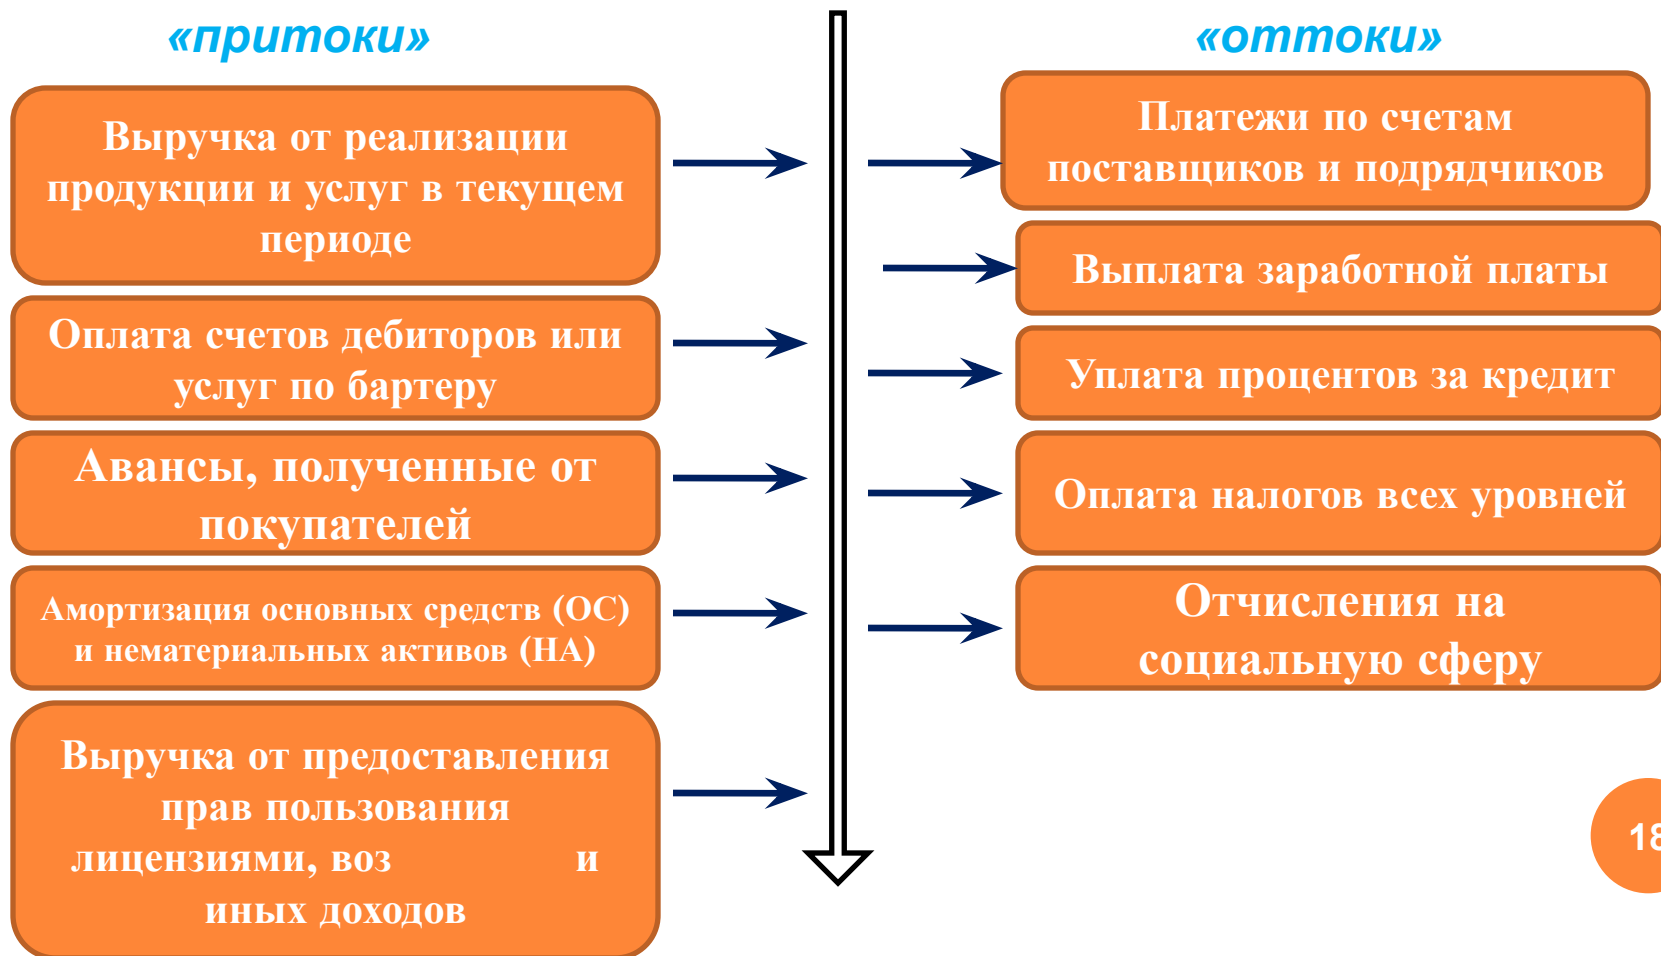 «притоки»
Выручка от реализации
продукции и услуг в текущем
периоде
Оплата счетов дебиторов или
услуг по бартеру
Авансы, полученные от
покупателей
Амортизация основных средств (ОС)
и нематериальных активов (НА)
Выручка от предоставления
прав пользования
лицензиями, воз и
иных доходов
«оттоки»
Платежи по счетам
поставщиков и подрядчиков
Выплата заработной платы
Уплата процентов за кредит
Оплата налогов всех уровней
Отчисления на
социальную сферу
18